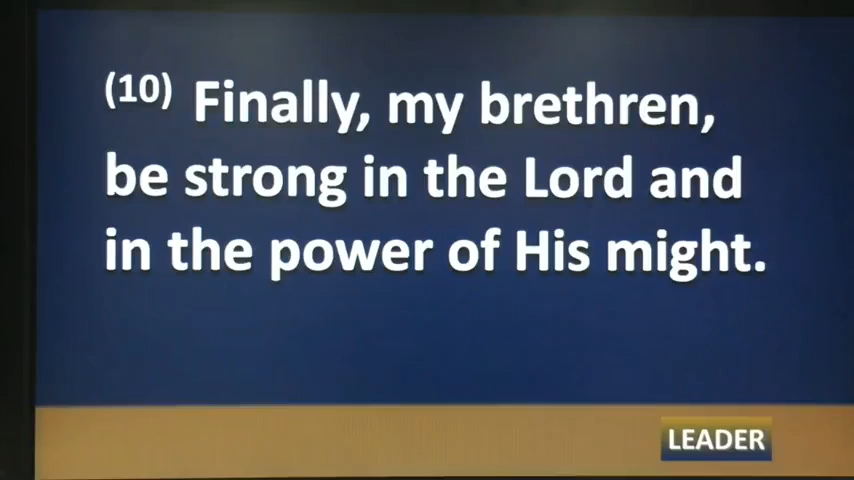 (10) Finally, my brethren,
be strong in the Lord and
in the power of His might.
LEADER